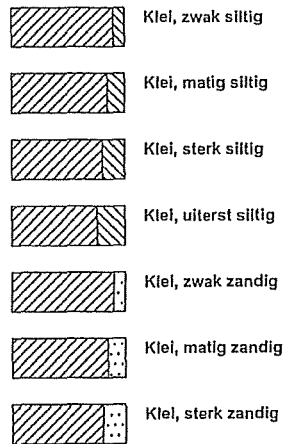 Klei, zwak siltig
Klei, matig siltig
Klei, sterk siltig
Klei, uiterst siltig
Klei, zwak zandig
Klei, matig zandig
Klei, sterk zandig